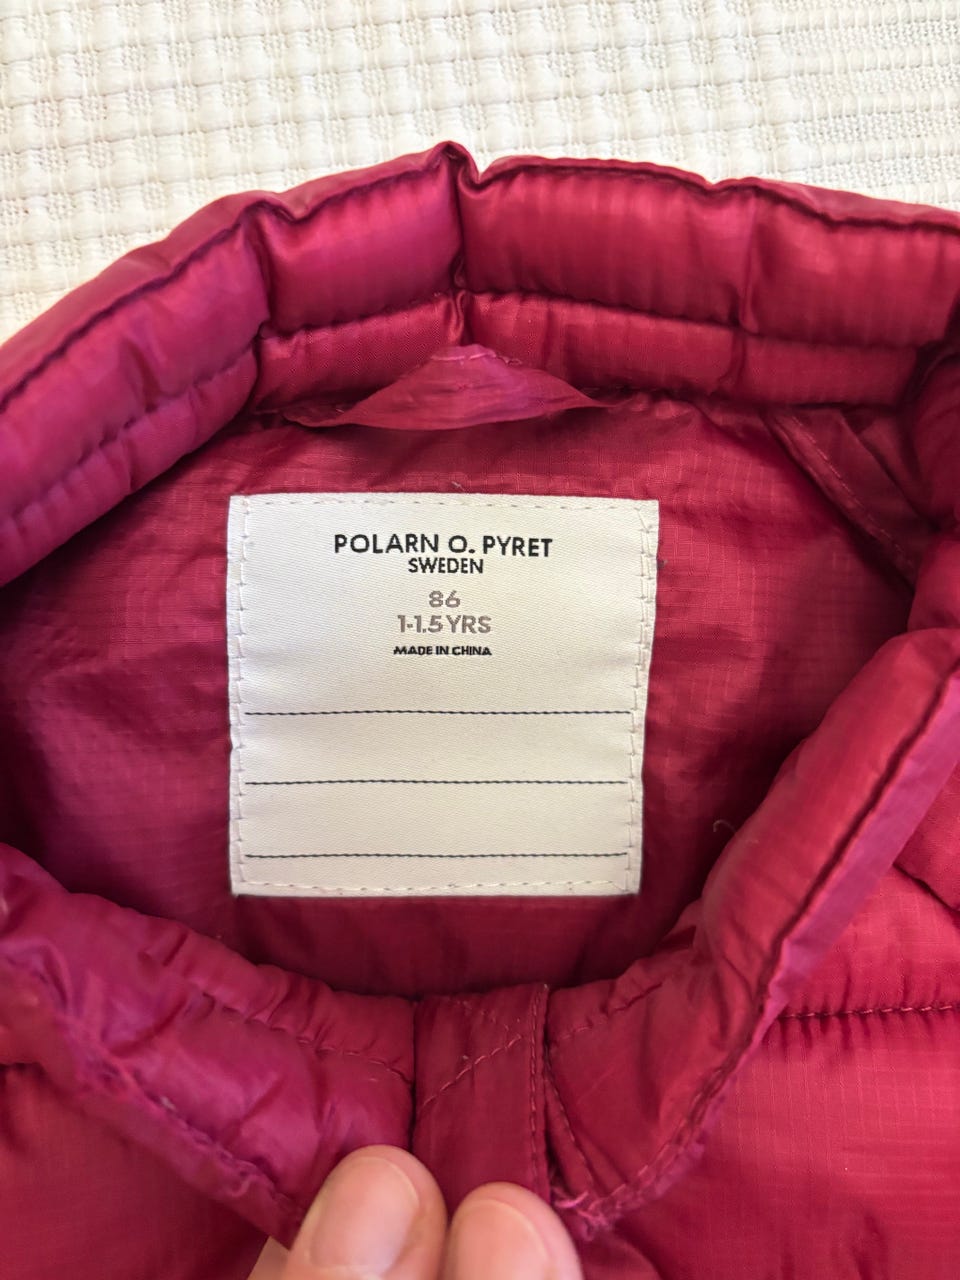 POLARN O. PYRET
SWEDEN
86
1-1.5 YRS
MADE IN CHINA